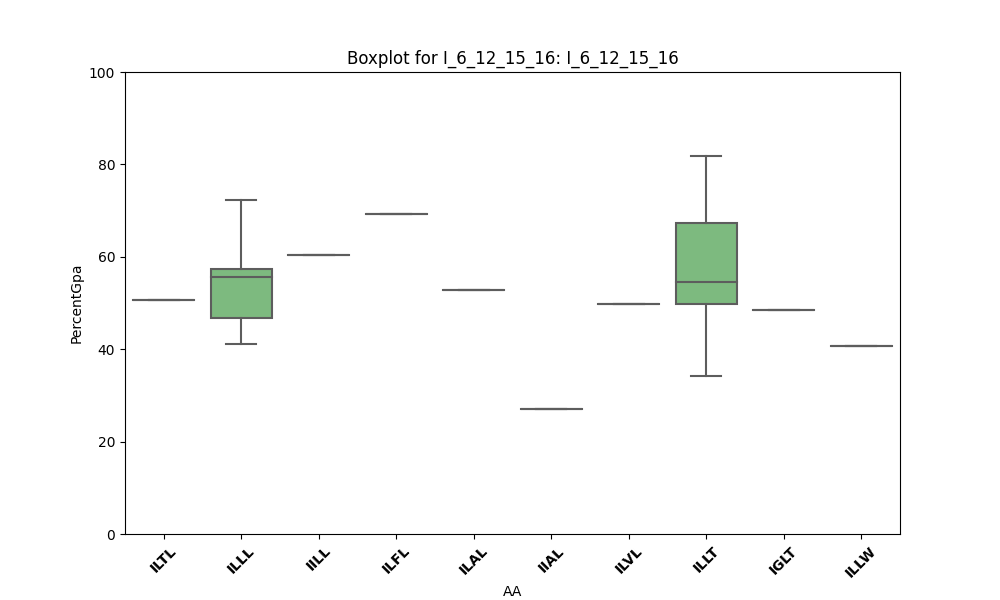 Boxplot for I_6_12_15_16: I_6_12_15_16
PercentGpa
100
80
60
40
20
0
ILTL
ILLL
IILL
ILFL
ILAL
IIAL
ILVL
ILLT
IGLT
ILLW
AA